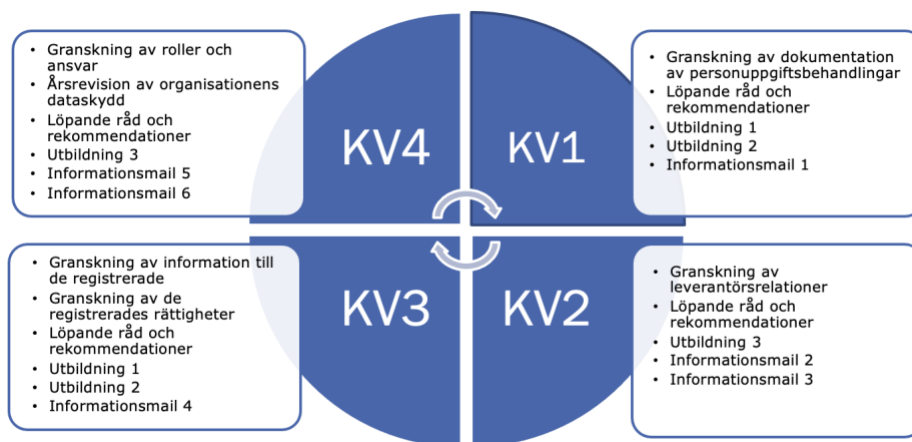 • Granskning av roller och
ansvar
• Årsrevision av organisationens
dataskydd
• Löpande råd och
rekommendationer
• Utbildning 3
• Informationsmail 5
• Informationsmail 6
KV4
KV1
• Granskning av dokumentation
av personuppgiftsbehandlingar
• Löpande råd och
rekommendationer
• Utbildning 1
• Utbildning 2
• Informationsmail 1
• Granskning av information till
de registrerade
• Granskning av de
registrerades rättigheter
• Löpande råd och
rekommendationer
• Utbildning 1
• Utbildning 2
• Informationsmail 4
KV3
KV2
• Granskning av
leverantörsrelationer
• Löpande råd och
rekommendationer
• Utbildning 3
• Informationsmail 2
• Informationsmail 3